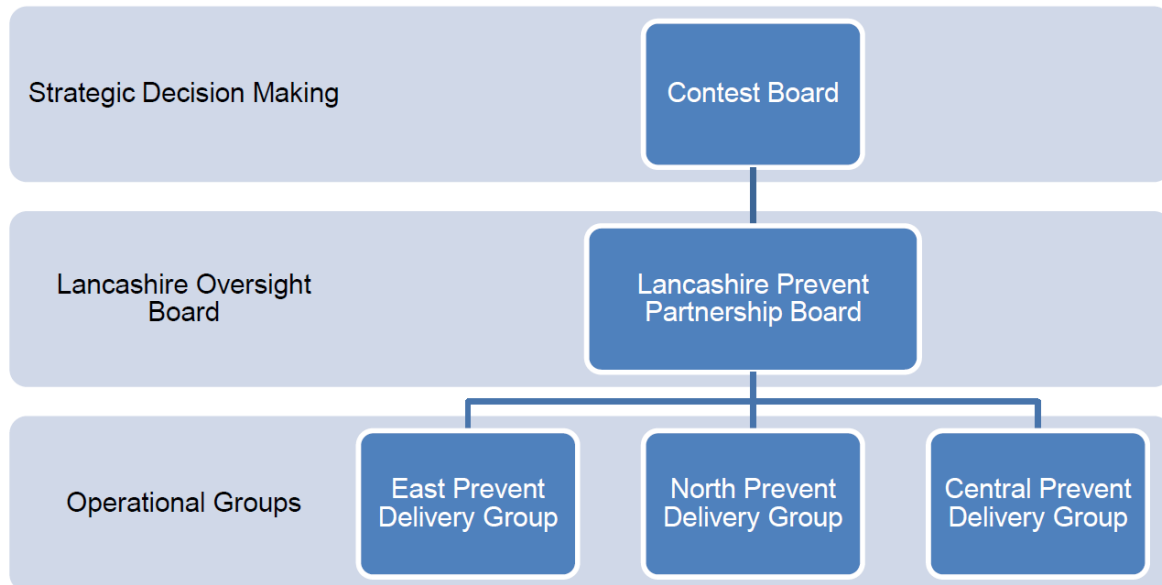 Strategic Decision Making
Contest Board
Lancashire Oversight
Board
Lancashire Prevent
Partnership Board
Operational Groups
East Prevent
Delivery Group
North Prevent
Delivery Group
Central Prevent
Delivery Group